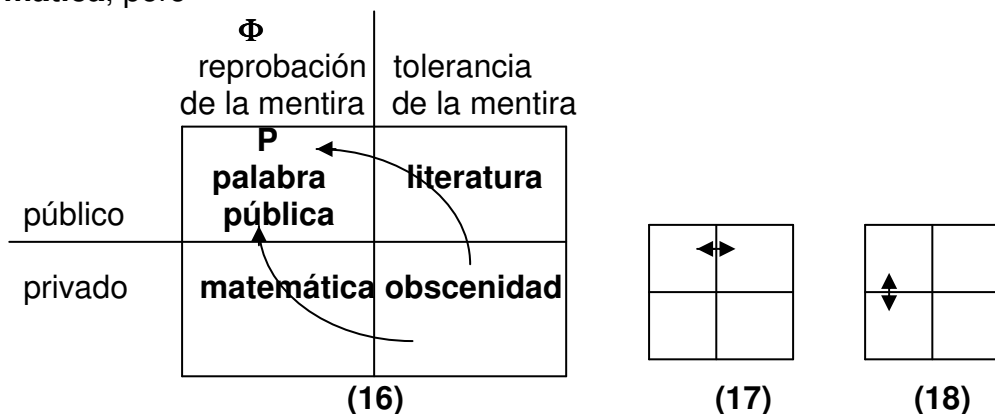 mática, pero
Φ
reprobación tolerancia
de la mentira de la mentira
P
palabra literatura
pública
público
privado matemática obscenidad
(16) (17) (18)